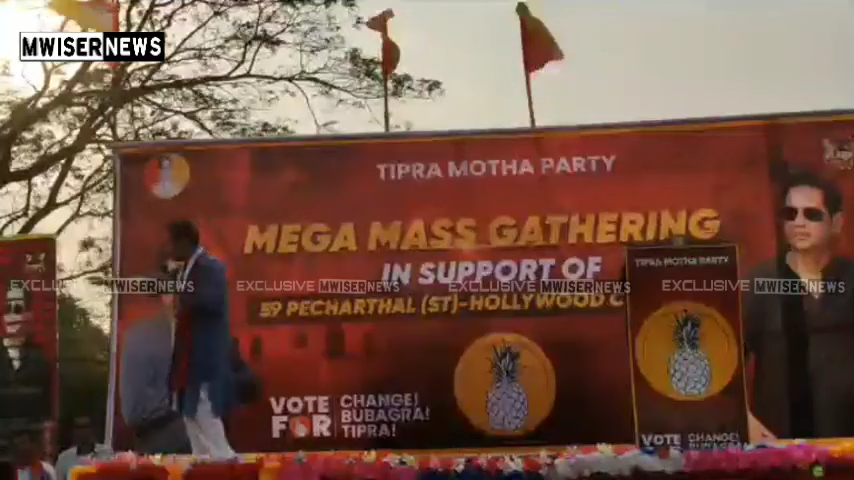 MWISERNEWS
TIPRA MOTHA PARTY
MEGA MASS GATHERING
IN SUPPORT OF
59 PECHARTHAL (ST)-HOLLYWOOD C
VOTE FOR
CHANGE!
BUBAGRA!
TIPRA!
TIPRA MOTHA PARTY
VOTE
CHANGE!
EXCLUSIVE MWISERNEWS EXCLUSIVE MWISERNEWS EXCLUSIVE MWISERNEWS EXCLUSIVE MWISERNEWS